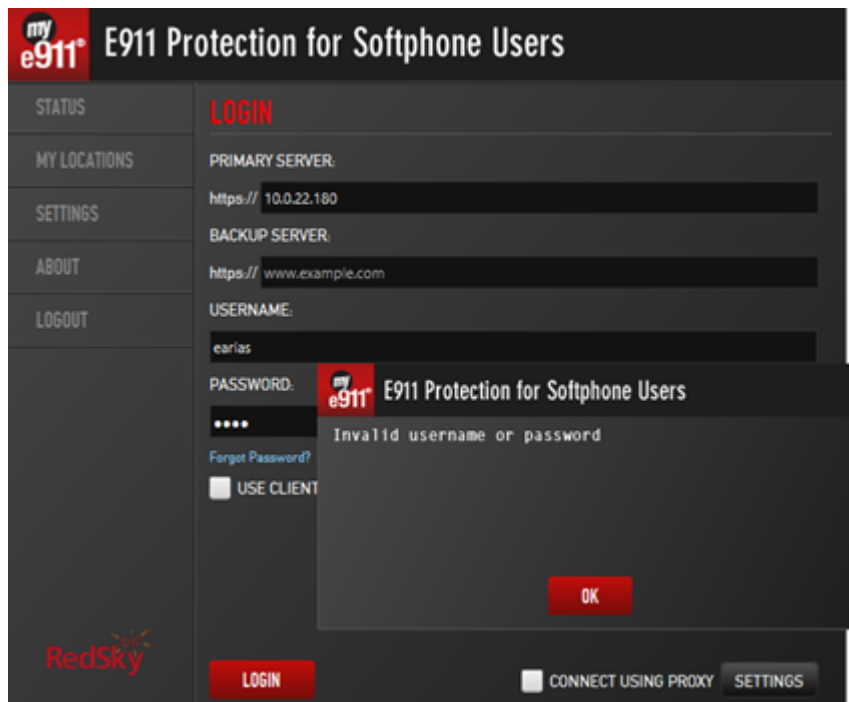 my
e911®
E911 Protection for Softphone Users
STATUS
MY LOCATIONS
SETTINGS
ABOUT
LOGOUT
LOGIN
PRIMARY SERVER:
https:// 10.0.22.180
BACKUP SERVER:
https:// www.example.com
USERNAME:
earias
PASSWORD:
••••
Forgot Password?
USE CLIENT
my
e911®
E911 Protection for Softphone Users
Invalid username or password
OK
RedSky
LOGIN
CONNECT USING PROXY SETTINGS